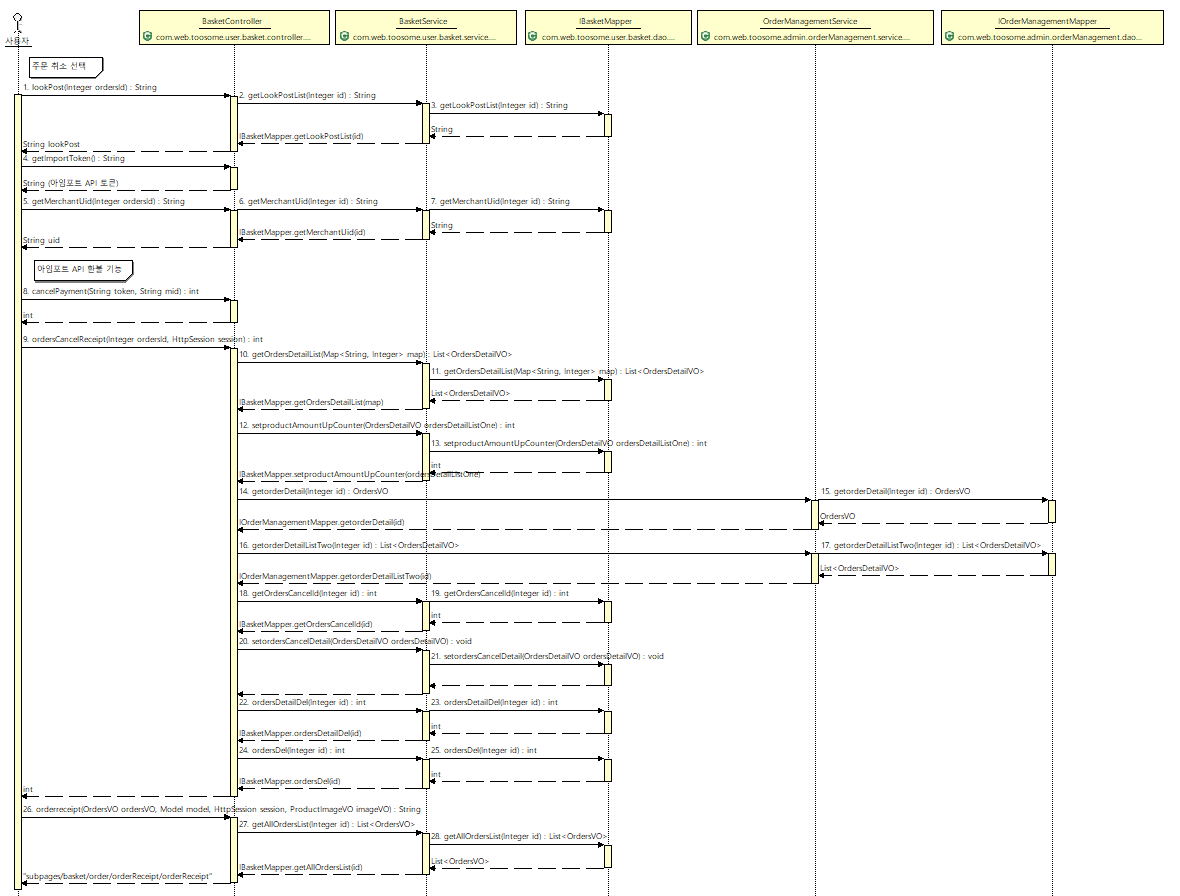 BasketController
com.web.toosome.user.basket.controller....
BasketService
com.web.toosome.user.basket.service....
IBasketMapper
com.web.toosome.user.basket.dao....
OrderManagementService
com.web.toosome.admin.orderManagement.service....
IOrderManagementMapper
com.web.toosome.admin.orderManagement.dao...
사용자
주문 취소 선택
1. lookPost(Integer ordersId) : String
2. getLookPostList(Integer id) : String
3. getLookPostList(Integer id) : String
String
IBasketMapper.getLookPostList(id)
String lookPost
4. getImportToken() : String
String (아임포트 API 토큰)
5. getMerchantUid(Integer ordersId) : String
6. getMerchantUid(Integer id) : String
7. getMerchantUid(Integer id) : String
String
IBasketMapper.getMerchantUid(id)
String uid
아임포트 API 환불 기능
8. cancelPayment(String token, String mid) : int
int
9. ordersCancelReceipt(Integer ordersId, HttpSession session) : int
10. getOrdersDetailList(Map<String, Integer> map) : List<OrdersDetailVO>
11. getOrdersDetailList(Map<String, Integer> map) : List<OrdersDetailVO>
List<OrdersDetailVO>
IBasketMapper.getOrdersDetailList(map)
12. setproductAmountUpCounter(OrdersDetailVO ordersDetailListOne) : int
13. setproductAmountUpCounter(OrdersDetailVO ordersDetailListOne) : int
int
IBasketMapper.setproductAmountUpCounter(ordersDetailListOne)
14. getorderDetail(Integer id) : OrdersVO
15. getorderDetail(Integer id) : OrdersVO
OrdersVO
IOrderManagementMapper.getorderDetail(id)
16. getorderDetailListTwo(Integer id) : List<OrdersDetailVO>
17. getorderDetailListTwo(Integer id) : List<OrdersDetailVO>
List<OrdersDetailVO>
IOrderManagementMapper.getorderDetailListTwo(id)
18. getOrdersCancelId(Integer id) : int
19. getOrdersCancelId(Integer id) : int
int
IBasketMapper.getOrdersCancelId(id)
20. setordersCancelDetail(OrdersDetailVO ordersDetailVO) : void
21. setordersCancelDetail(OrdersDetailVO ordersDetailVO) : void
22. ordersDetailDel(Integer id) : int
23. ordersDetailDel(Integer id) : int
int
IBasketMapper.ordersDetailDel(id)
24. ordersDel(Integer id) : int
25. ordersDel(Integer id) : int
int
IBasketMapper.ordersDel(id)
int
26. orderreceipt(OrdersVO ordersVO, Model model, HttpSession session, ProductImageVO imageVO) : String
27. getAllOrdersList(Integer id) : List<OrdersVO>
28. getAllOrdersList(Integer id) : List<OrdersVO>
List<OrdersVO>
IBasketMapper.getAllOrdersList(id)
"subpages/basket/order/orderReceipt/orderReceipt"